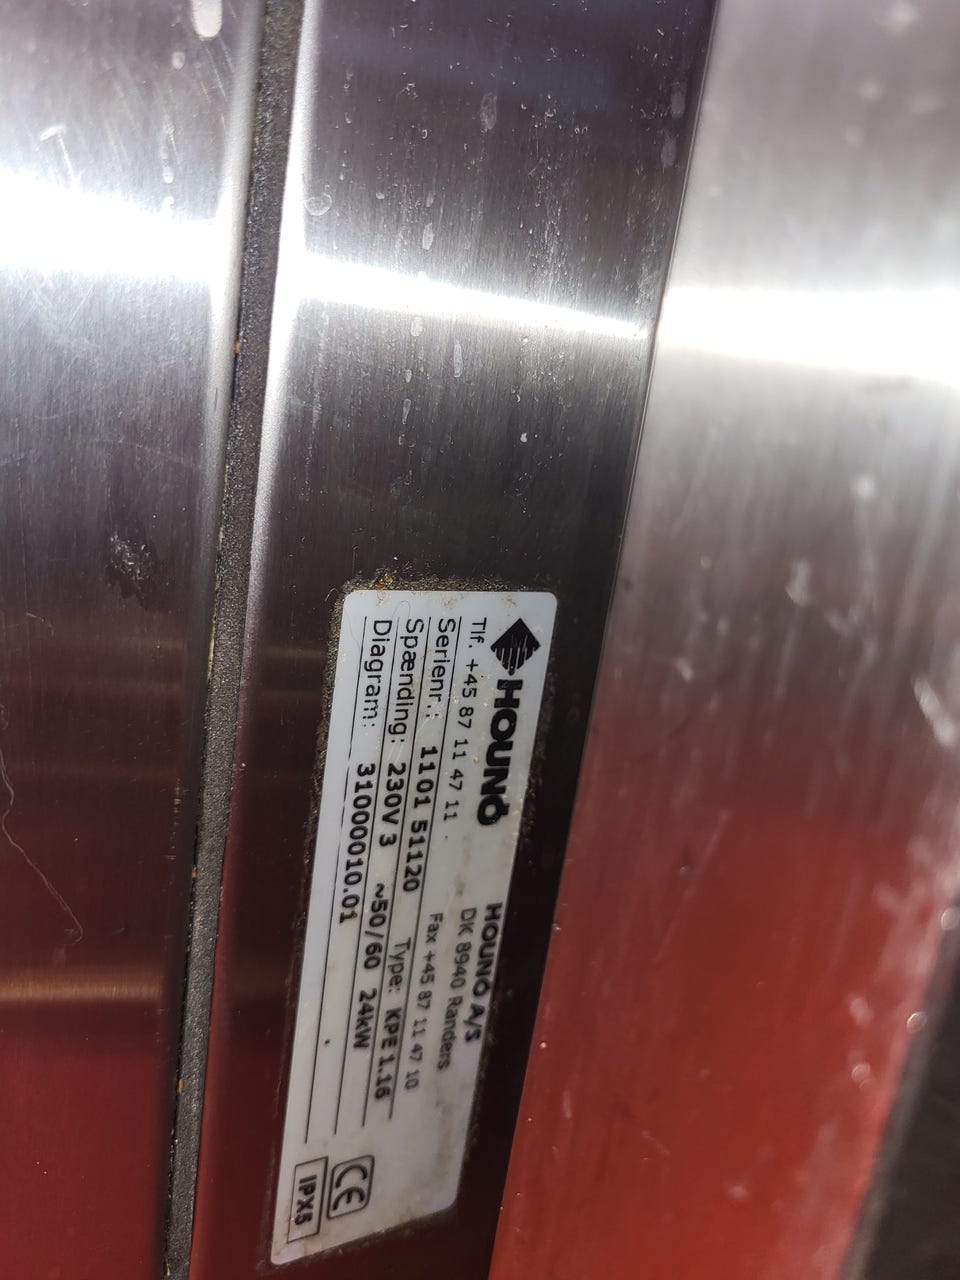 HOUNÖ
HOUNÖ A/S
DK 8940 Randers
Tlf. +45 87 11 47 11
Fax +45 87 11 47 10
Serienr.: 1101 51120 Type: KPE 1.16
Spænding: 230V 3 ~50/60 24kW
Diagram: 31000010.01
CE
IPX5